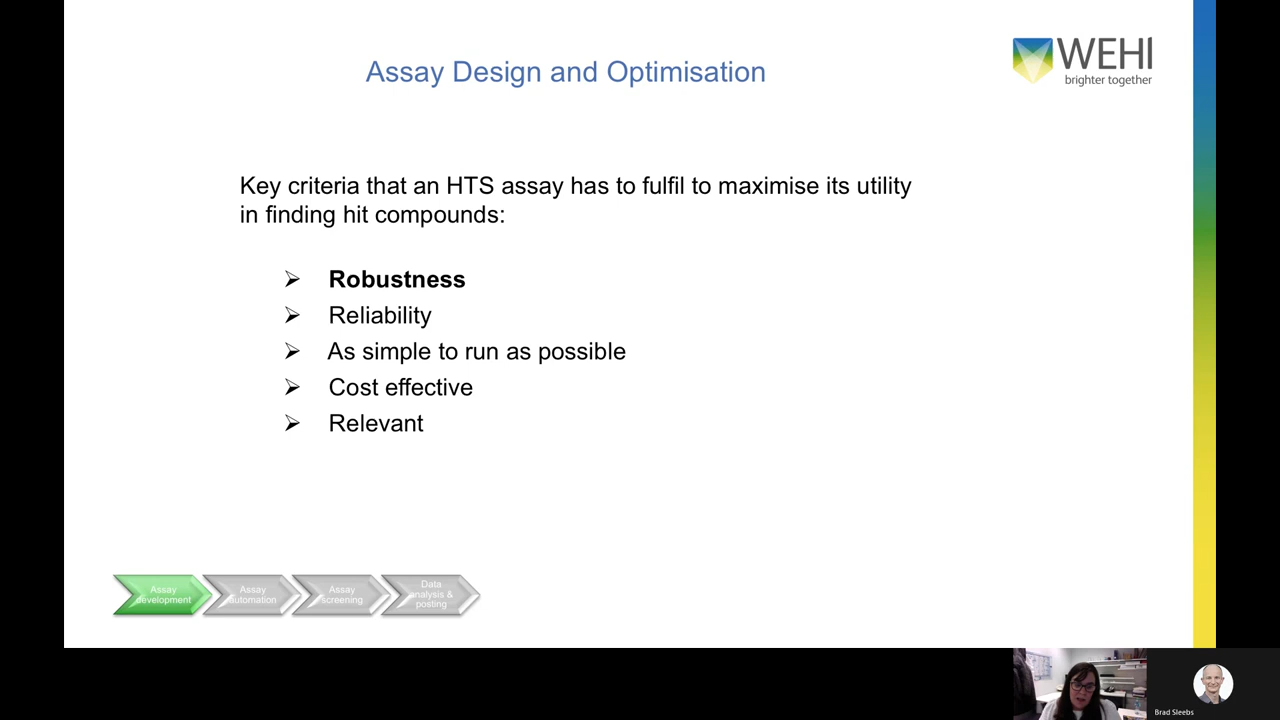 Assay Design and Optimisation
WEHI
brighter together
Key criteria that an HTS assay has to fulfil to maximise its utility
in finding hit compounds:
Robustness
Reliability
As simple to run as possible
Cost effective
Relevant
Assay
development
Assay
automation
Assay
screening
Data
analysis &
posting
Brad Sleebs